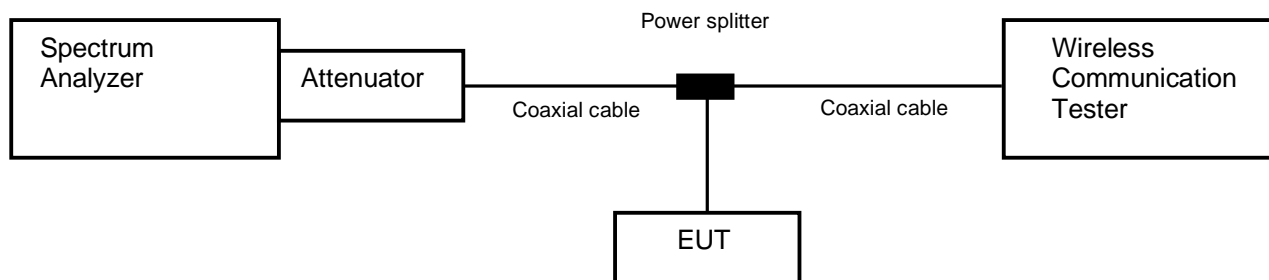 Power splitter
Spectrum
Analyzer
Attenuator
Coaxial cable
Coaxial cable
Wireless
Communication
Tester
EUT